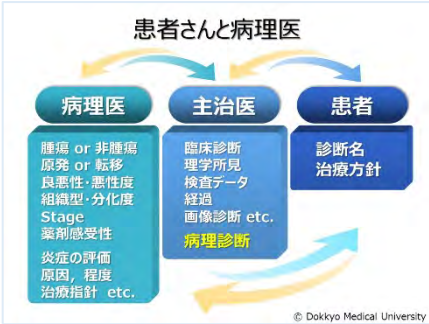 患者さんと病理医
病理医
腫瘍 or 非腫瘍
原発 or 転移
良悪性・悪性度
組織型・分化度
Stage
薬剤感受性
炎症の評価
原因，程度
治療指針 etc.
主治医
臨床診断
理学所見
検査データ
経過
画像診断 etc.
病理診断
患者
診断名
治療方針
© Dokkyo Medical University